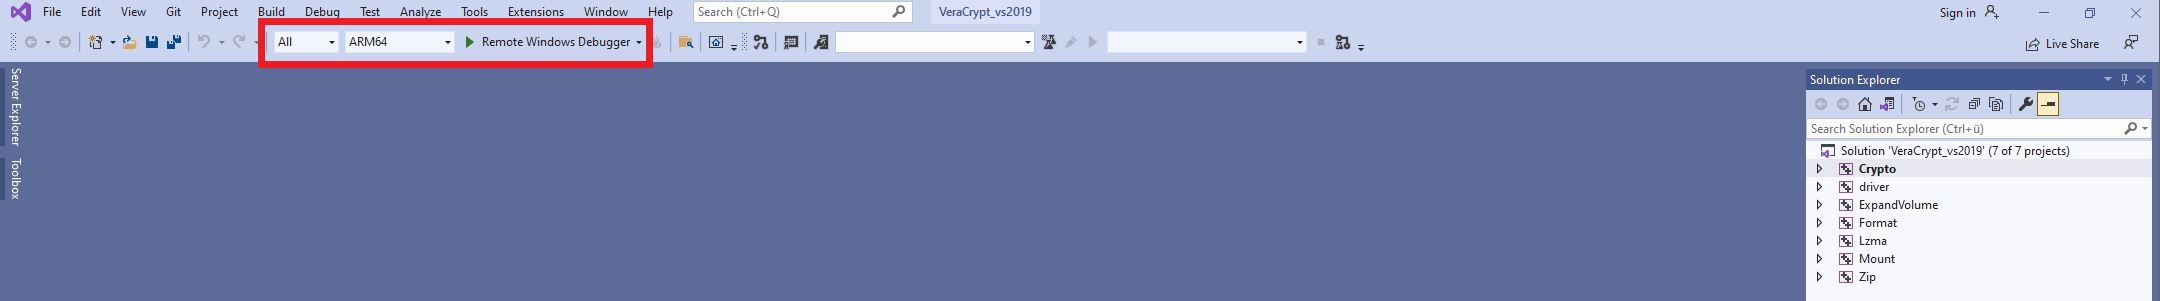 File Edit View Git Project Build Debug Test Analyze Tools Extensions Window Help Search (Ctrl+Q) VeraCrypt_vs2019 Sign in
All ARM64 Remote Windows Debugger Live Share
Server Explorer
Toolbox
Solution Explorer
Search Solution Explorer (Ctrl+ü)
Solution 'VeraCrypt_vs2019' (7 of 7 projects)
Crypto
driver
ExpandVolume
Format
Lzma
Mount
Zip